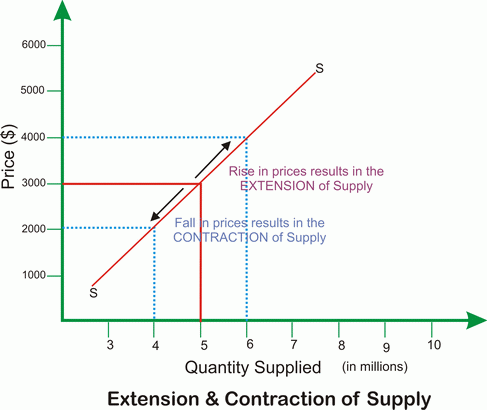 6000
5000
4000
3000
2000
1000
Price ($)
S
Rise in prices results in the
EXTENSION of Supply
Fall in prices results in the
CONTRACTION of Supply
S
3 4 5 6 7 8 9 10
Quantity Supplied (in millions)
Extension & Contraction of Supply